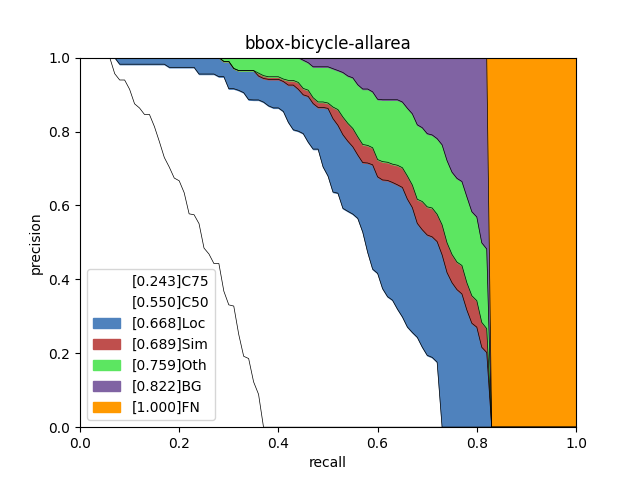 bbox-bicycle-allarea
precision
1.0
0.8
0.6
0.4
0.2
0.0
[0.243]C75
[0.550]C50
[0.668]Loc
[0.689]Sim
[0.759]Oth
[0.822]BG
[1.000]FN
0.0 0.2 0.4 0.6 0.8 1.0
recall